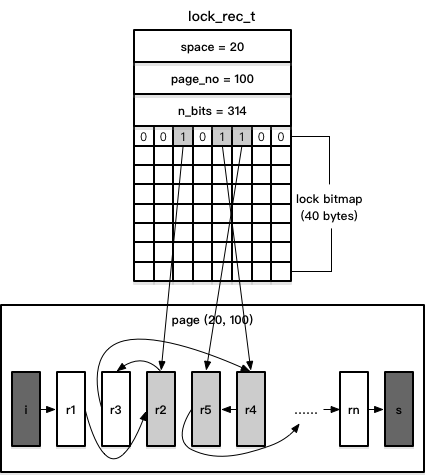 lock_rec_t
space = 20
page_no = 100
n_bits = 314
0 0 1 0 1 1 0 0
lock bitmap
(40 bytes)
page (20, 100)
i r1 r3 r2 r5 r4 ...... rn s